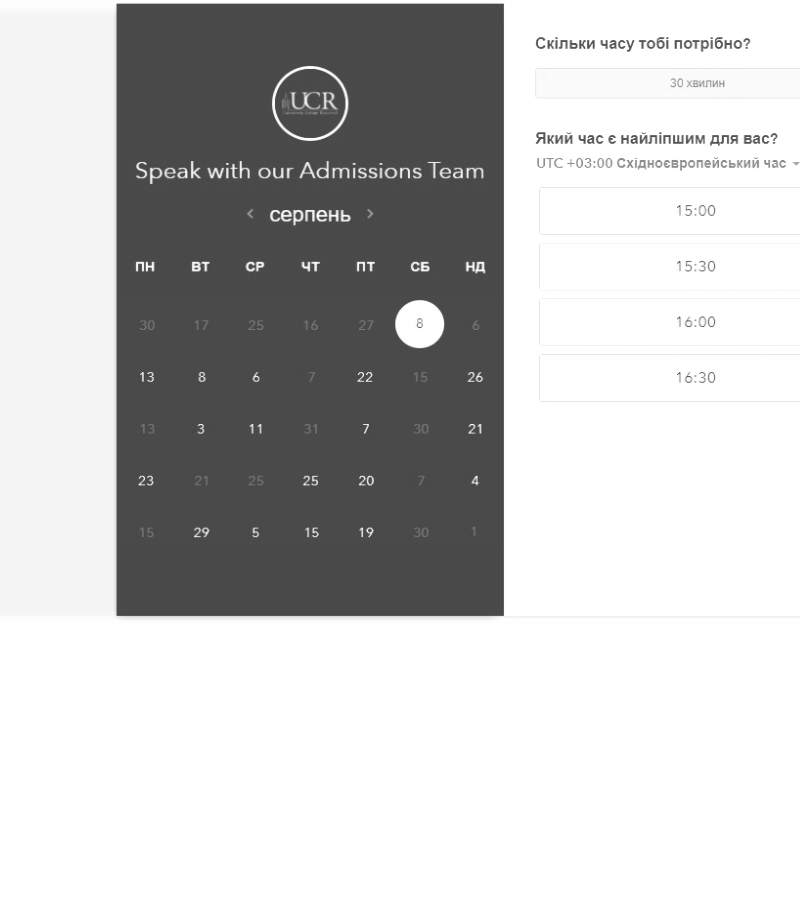 UCR
Speak with our Admissions Team
серпень
ПН ВТ СР ЧТ ПТ СБ НД
30 17 25 16 27 8 6
13 8 6 7 22 15 26
13 3 11 31 7 30 21
23 21 25 25 20 7 4
15 29 5 15 19 30 1
Скільки часу тобі потрібно?
30 хвилин
Який час є найліпшим для вас?
UTC +03:00 Східноєвропейський час
15:00
15:30
16:00
16:30